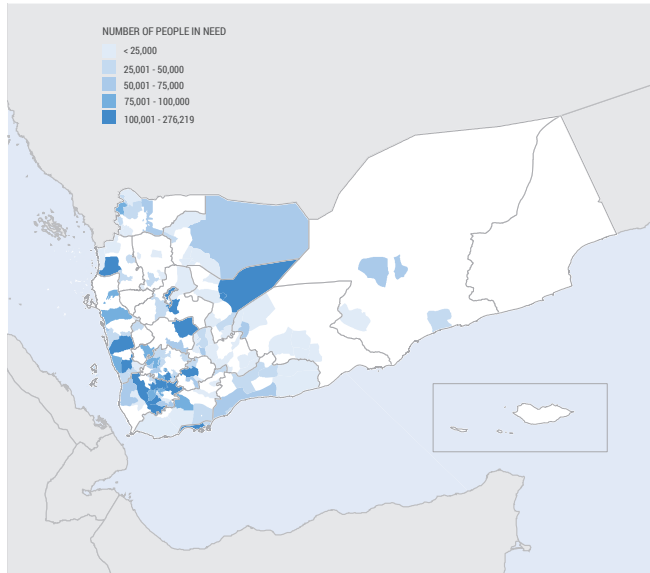 NUMBER OF PEOPLE IN NEED
< 25,000
25,001 - 50,000
50,001 - 75,000
75,001 - 100,000
100,001 - 276,219